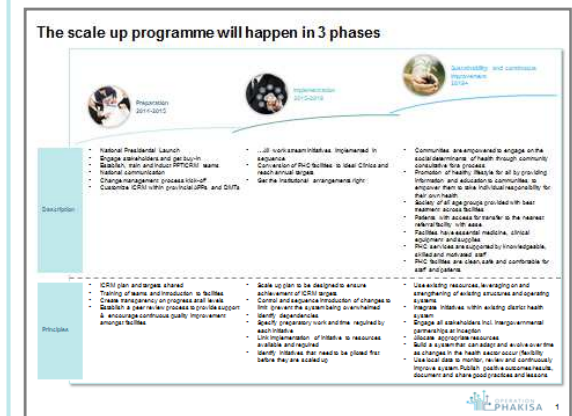 The scale up programme will happen in 3 phases
Preparation
2014-2015
Implementation
2015-2018
Sustainability and continuous
improvement
2019+
Description
• National Presidential Launch
• Engage stakeholders and get buy-in
• Establish, train and induct PPTICRM teams
• National communication
• Change management process kick-off
• Customize ICRM within provincial APPs and DMTs
• …all workstream initiatives implemented in
sequence
• Conversion of PHC facilities to Ideal Clinics and
reach annual targets
• Get the institutional arrangements right
• Communities are empowered to engage on the
social determinants of health through community
consultative fora process
• Promotion of healthy lifestyle for all by providing
information and education to communities to
empower them to take individual responsibility for
their own health
• Society of all age groups provided with best
treatment across facilities
• Patients with access for transfer to the nearest
referral facility with ease
• Facilities have essential medicine, clinical
equipment and supplies
• PHC services are supported by knowledgeable,
skilled and motivated staff
• PHC facilities are clean, safe and comfortable for
staff and patients
Principles
• ICRM plan and targets shared
• Training of teams and introduction to facilities
• Create transparency on progress at all levels
• Establish a peer review process to provide support
& encourage continuous quality improvement
amongst facilities
• Scale up plan to be designed to ensure
achievement of ICRM targets
• Control and sequence introduction of changes to
limit /prevent the system being overwhelmed
• Identify dependencies
• Specify preparatory work and time required by
each initiative
• Link implementation of initiative to resources
available and required
• Identify initiatives that need to be piloted first
before they are scaled up
• Use existing resources, leveraging on and
strengthening of existing structures and operating
systems
• Integrate initiatives within existing district health
system
• Engage all stakeholders incl. intergovernmental
partnerships at inception
• Allocate appropriate resources
• Build a system that can adapt and evolve over time
as changes in the health sector occur (flexibility
• Use local data to monitor, review and continuously
improve system. Publish positive outcomes/results,
document and share good practices and lessons
OPERATION
PHAKISA
1